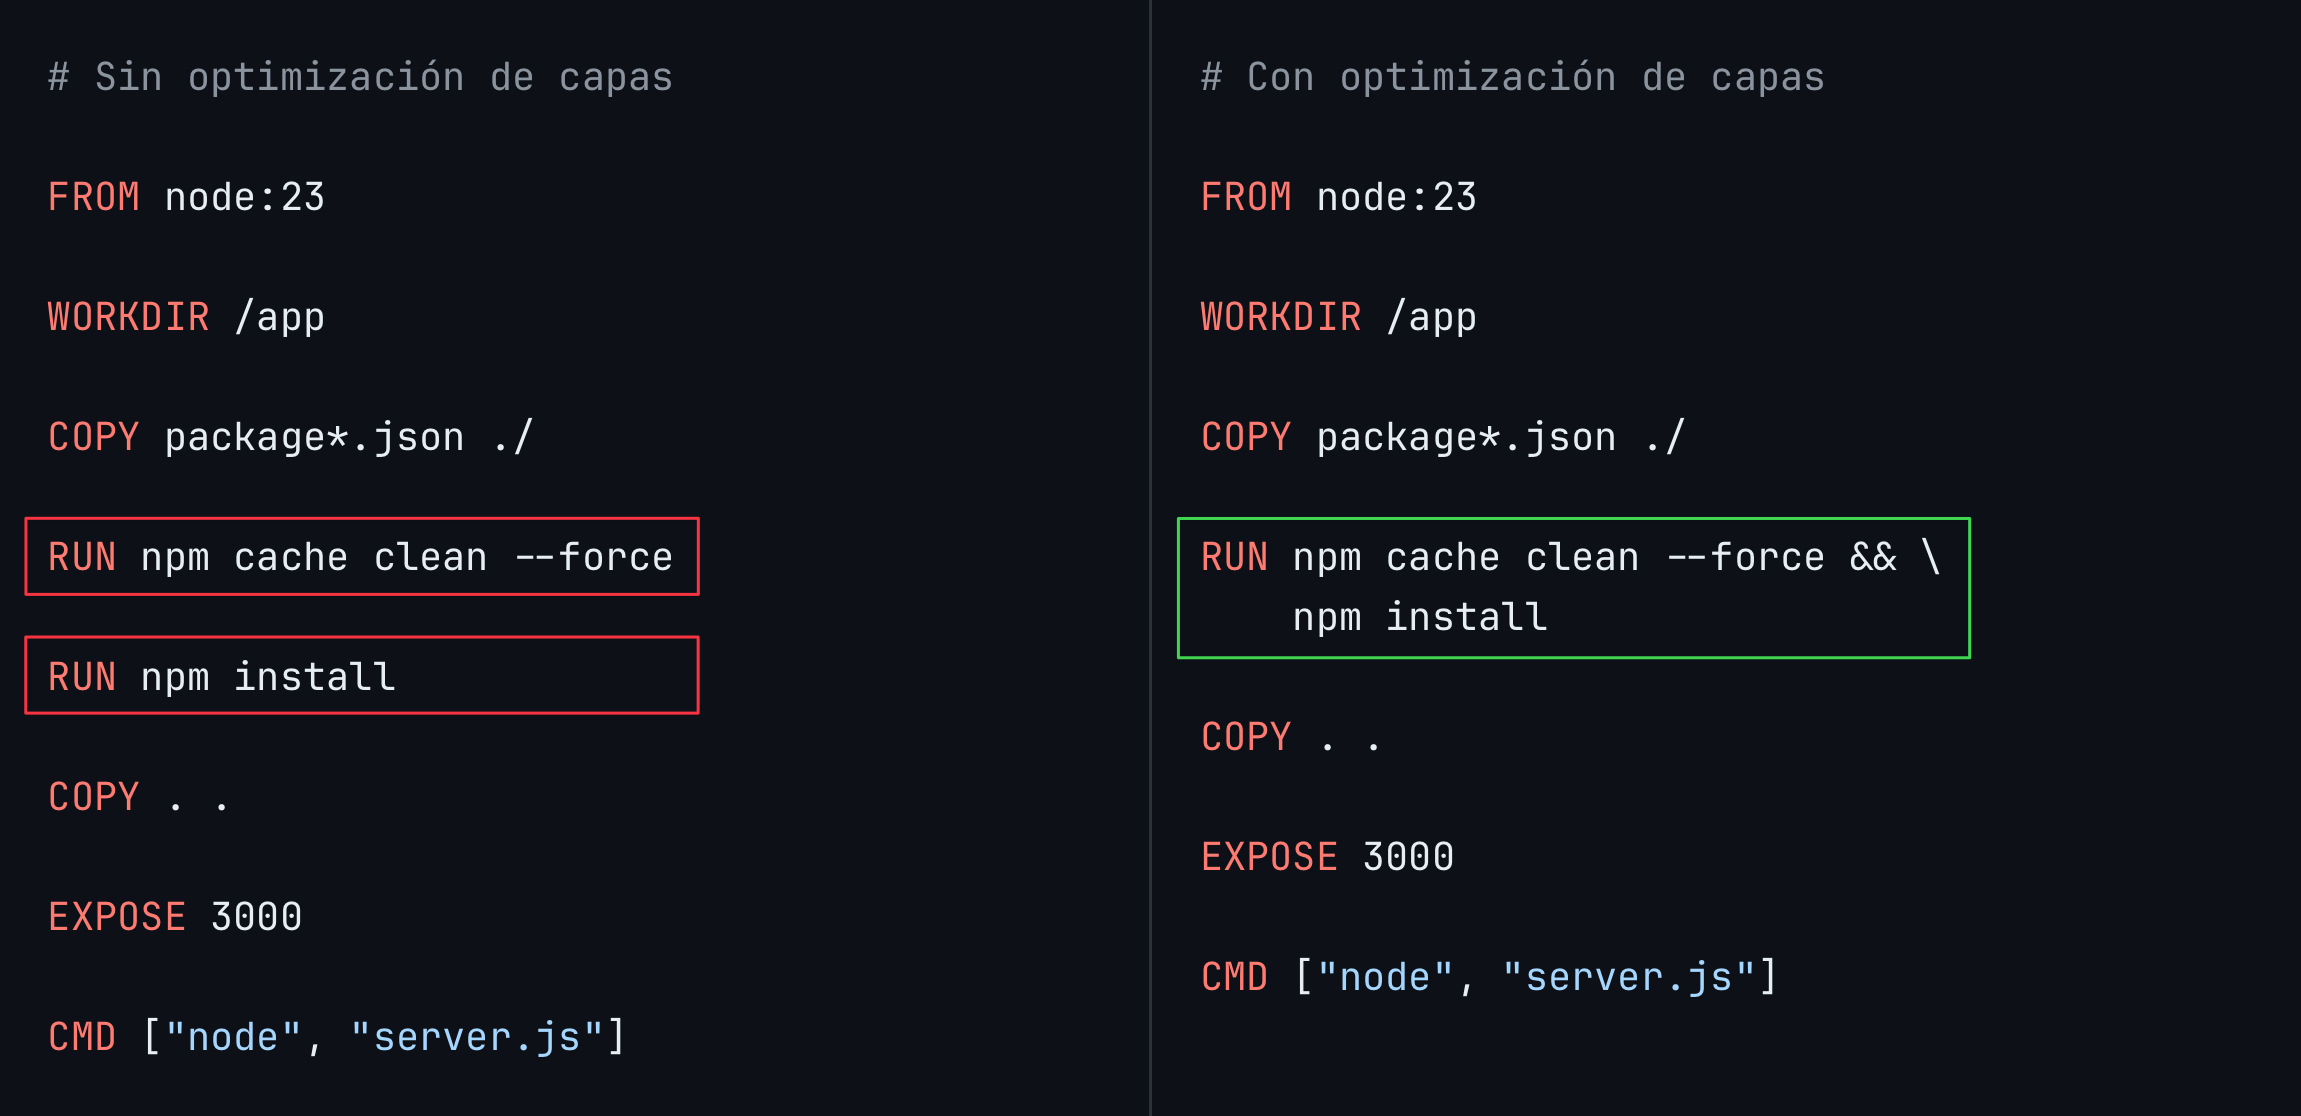 # Sin optimización de capas
FROM node:23
WORKDIR /app
COPY package*.json ./
RUN npm cache clean --force
RUN npm install
COPY . .
EXPOSE 3000
CMD ["node", "server.js"]
# Con optimización de capas
FROM node:23
WORKDIR /app
COPY package*.json ./
RUN npm cache clean --force && \
npm install
COPY . .
EXPOSE 3000
CMD ["node", "server.js"]